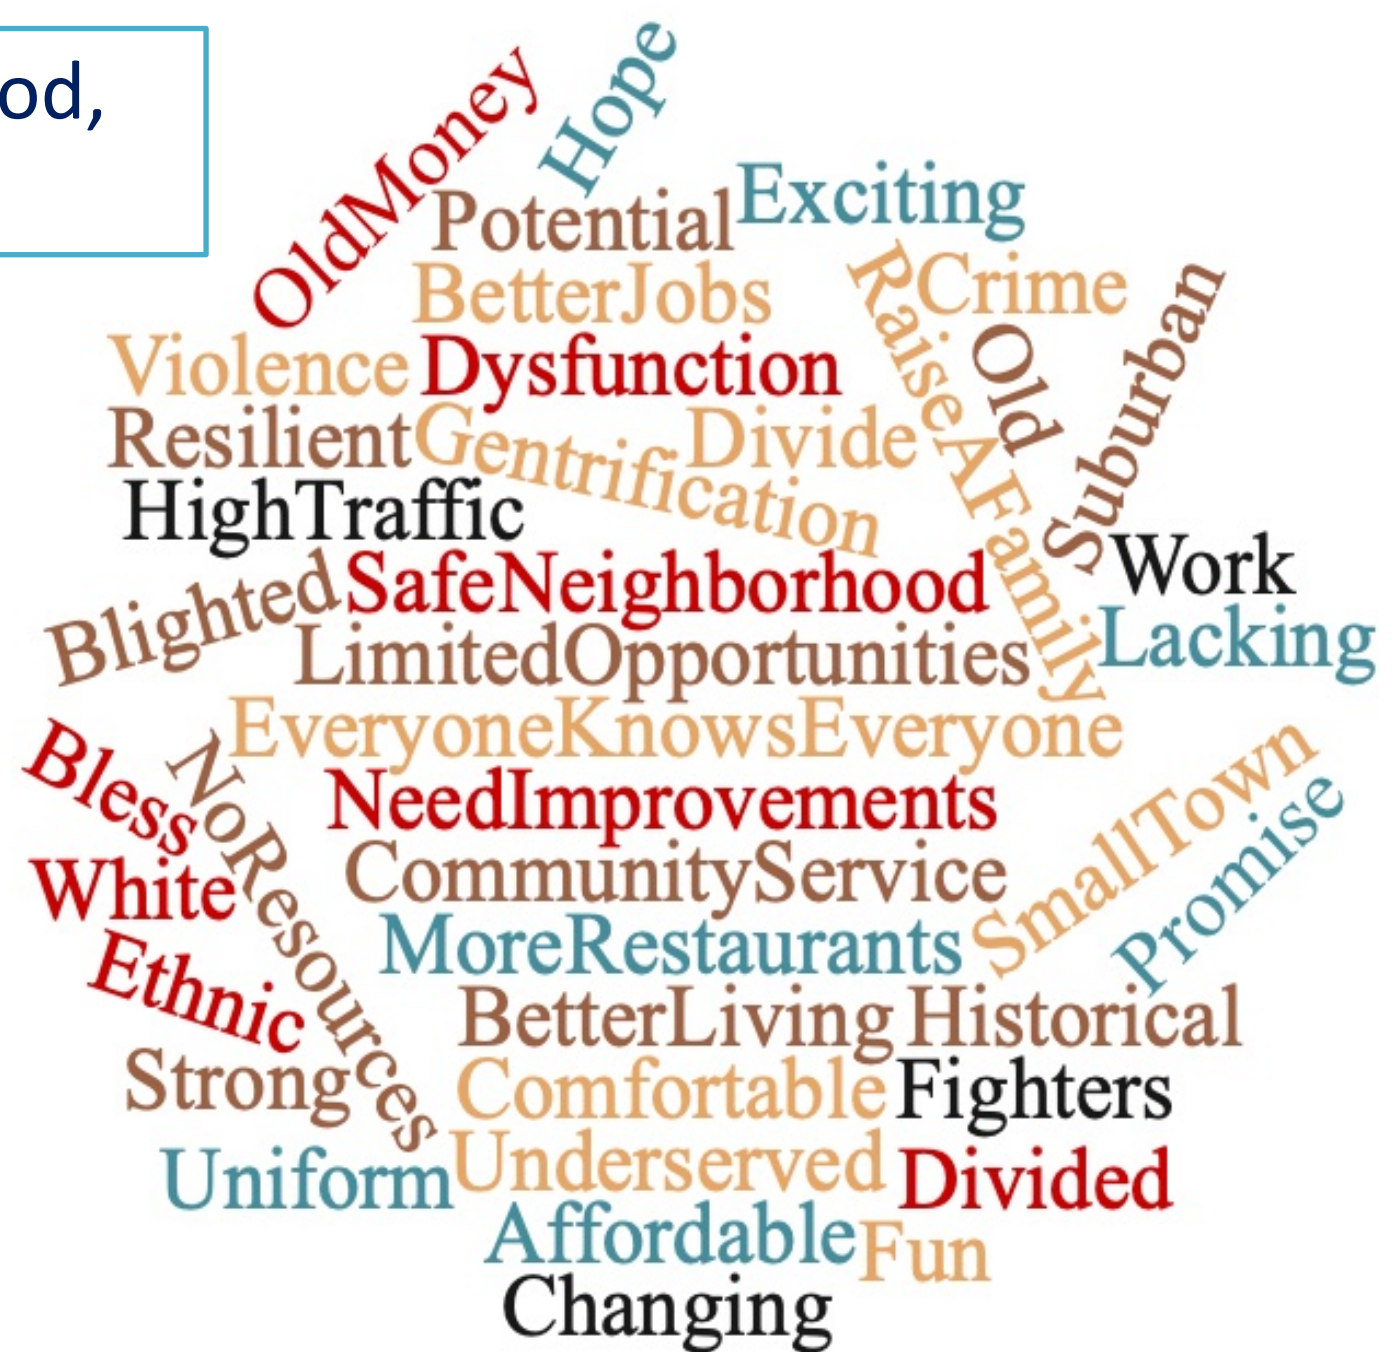 od,
OldMoney
Hope
Potential
Exciting
BetterJobs
RaiseAFamily
Crime
Old
Suburban
Violence
Dysfunction
Resilient
Gentrification
Divide
HighTraffic
Blighted
SafeNeighborhood
Work
LimitedOpportunities
Lacking
EveryoneKnowsEveryone
Bless
NoResources
NeedImprovements
SmallTown
Promise
White
CommunityService
Ethnic
MoreRestaurants
BetterLiving
Historical
Strong
Comfortable
Fighters
Uniform
Underserved
Divided
Affordable
Fun
Changing